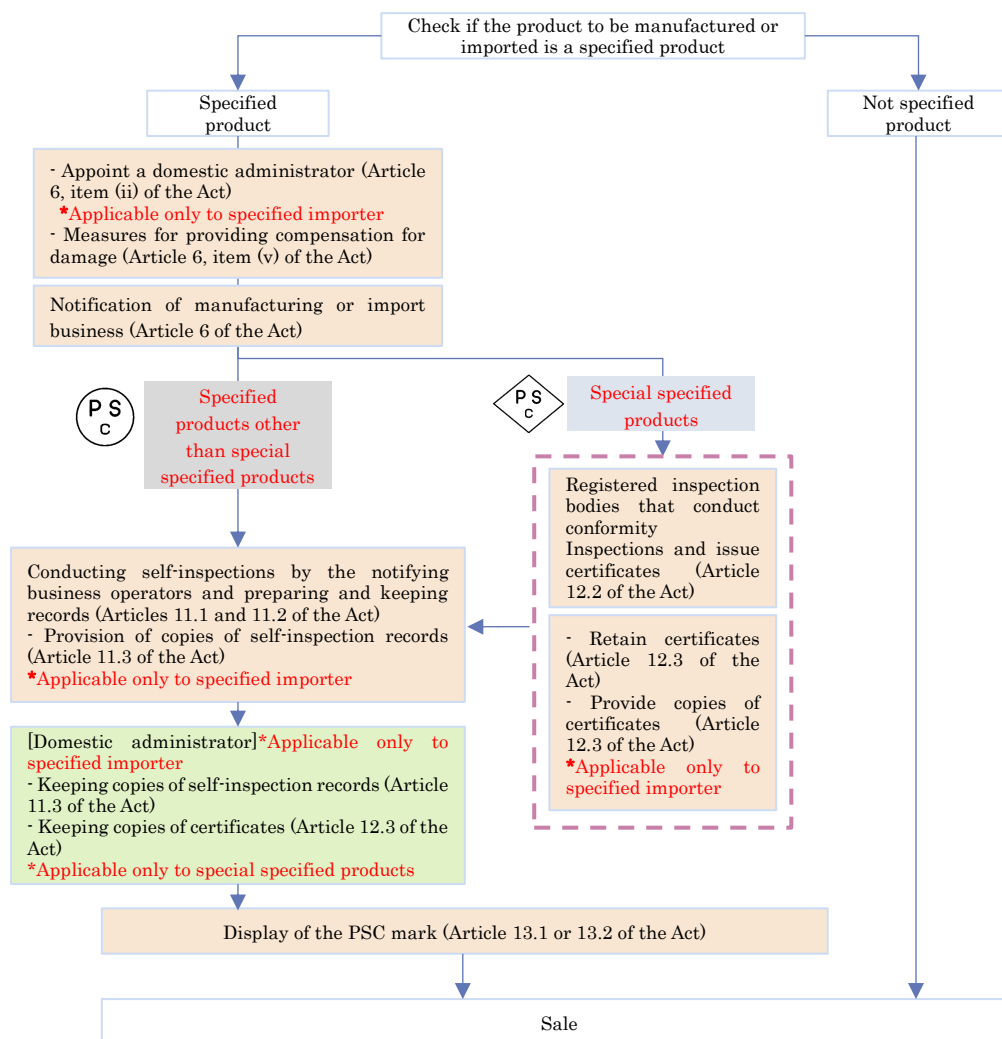 Check if the product to be manufactured or
imported is a specified product
Specified
product
Not specified
product
- Appoint a domestic administrator (Article
6, item (ii) of the Act)
*Applicable only to specified importer
- Measures for providing compensation for
damage (Article 6, item (v) of the Act)
Notification of manufacturing or import
business (Article 6 of the Act)
P S
C
Specified
products other
than special
specified products
P S
C
Special specified
products
Registered inspection
bodies that conduct
conformity
Inspections and issue
certificates (Article
12.2 of the Act)
Conducting self-inspections by the notifying
business operators and preparing and keeping
records (Articles 11.1 and 11.2 of the Act)
- Provision of copies of self-inspection records
(Article 11.3 of the Act)
*Applicable only to specified importer
- Retain certificates
(Article 12.3 of the
Act)
- Provide copies of
certificates (Article
12.3 of the Act)
*Applicable only to
specified importer
[Domestic administrator]*Applicable only to
specified importer
- Keeping copies of self-inspection records (Article
11.3 of the Act)
- Keeping copies of certificates (Article 12.3 of the
Act)
*Applicable only to special specified products
Display of the PSC mark (Article 13.1 or 13.2 of the Act)
Sale